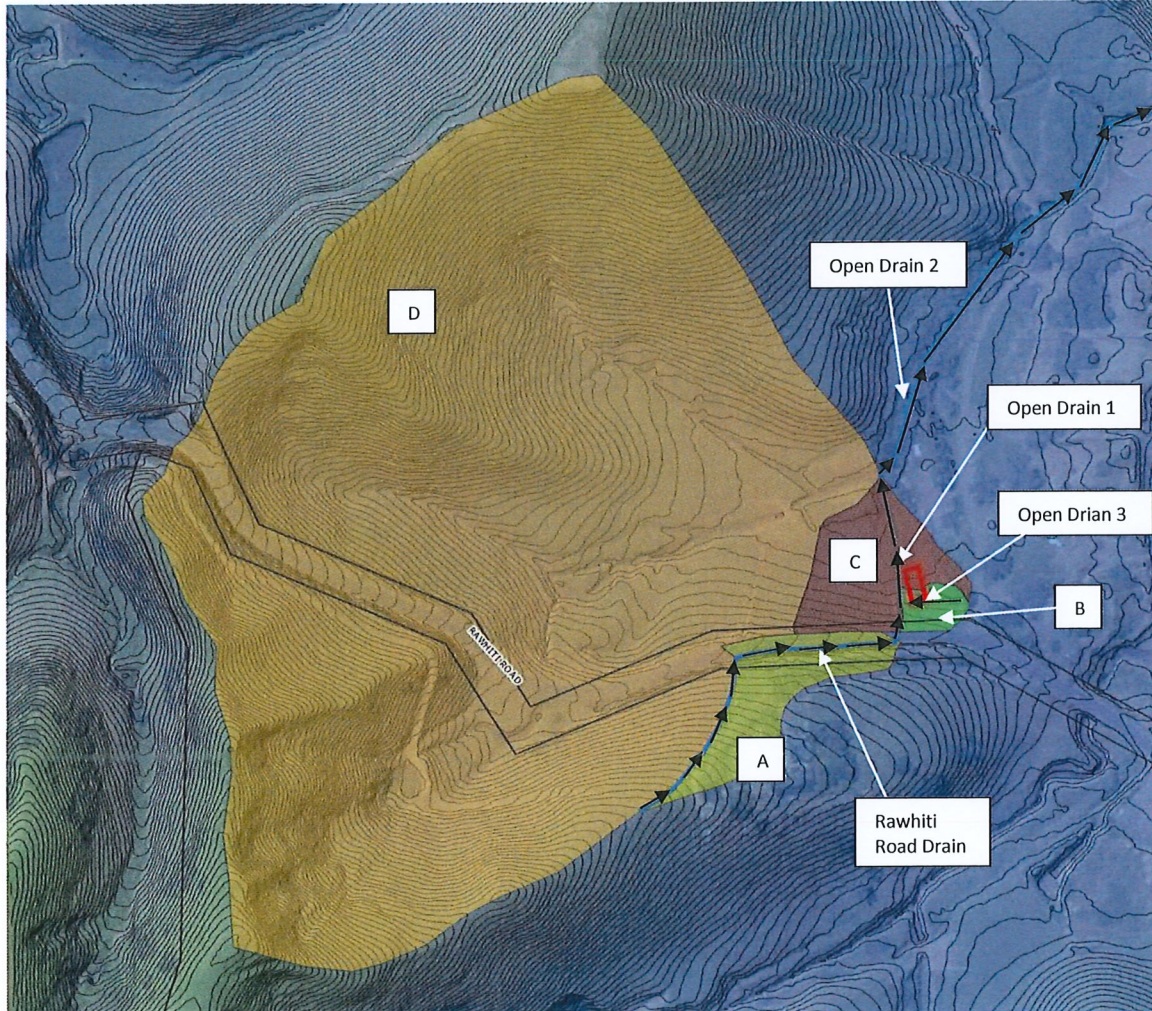 Open Drain 2
D
Open Drain 1
Open Drian 3
C
B
RAWHITI ROAD
A
Rawhiti
Road Drain